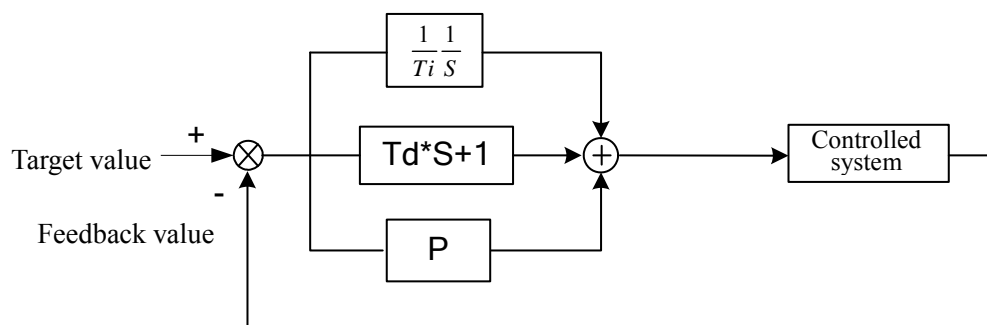 1 1
Ti S
+
Target value
Td*S+1
+
Controlled
system
-
Feedback value
P